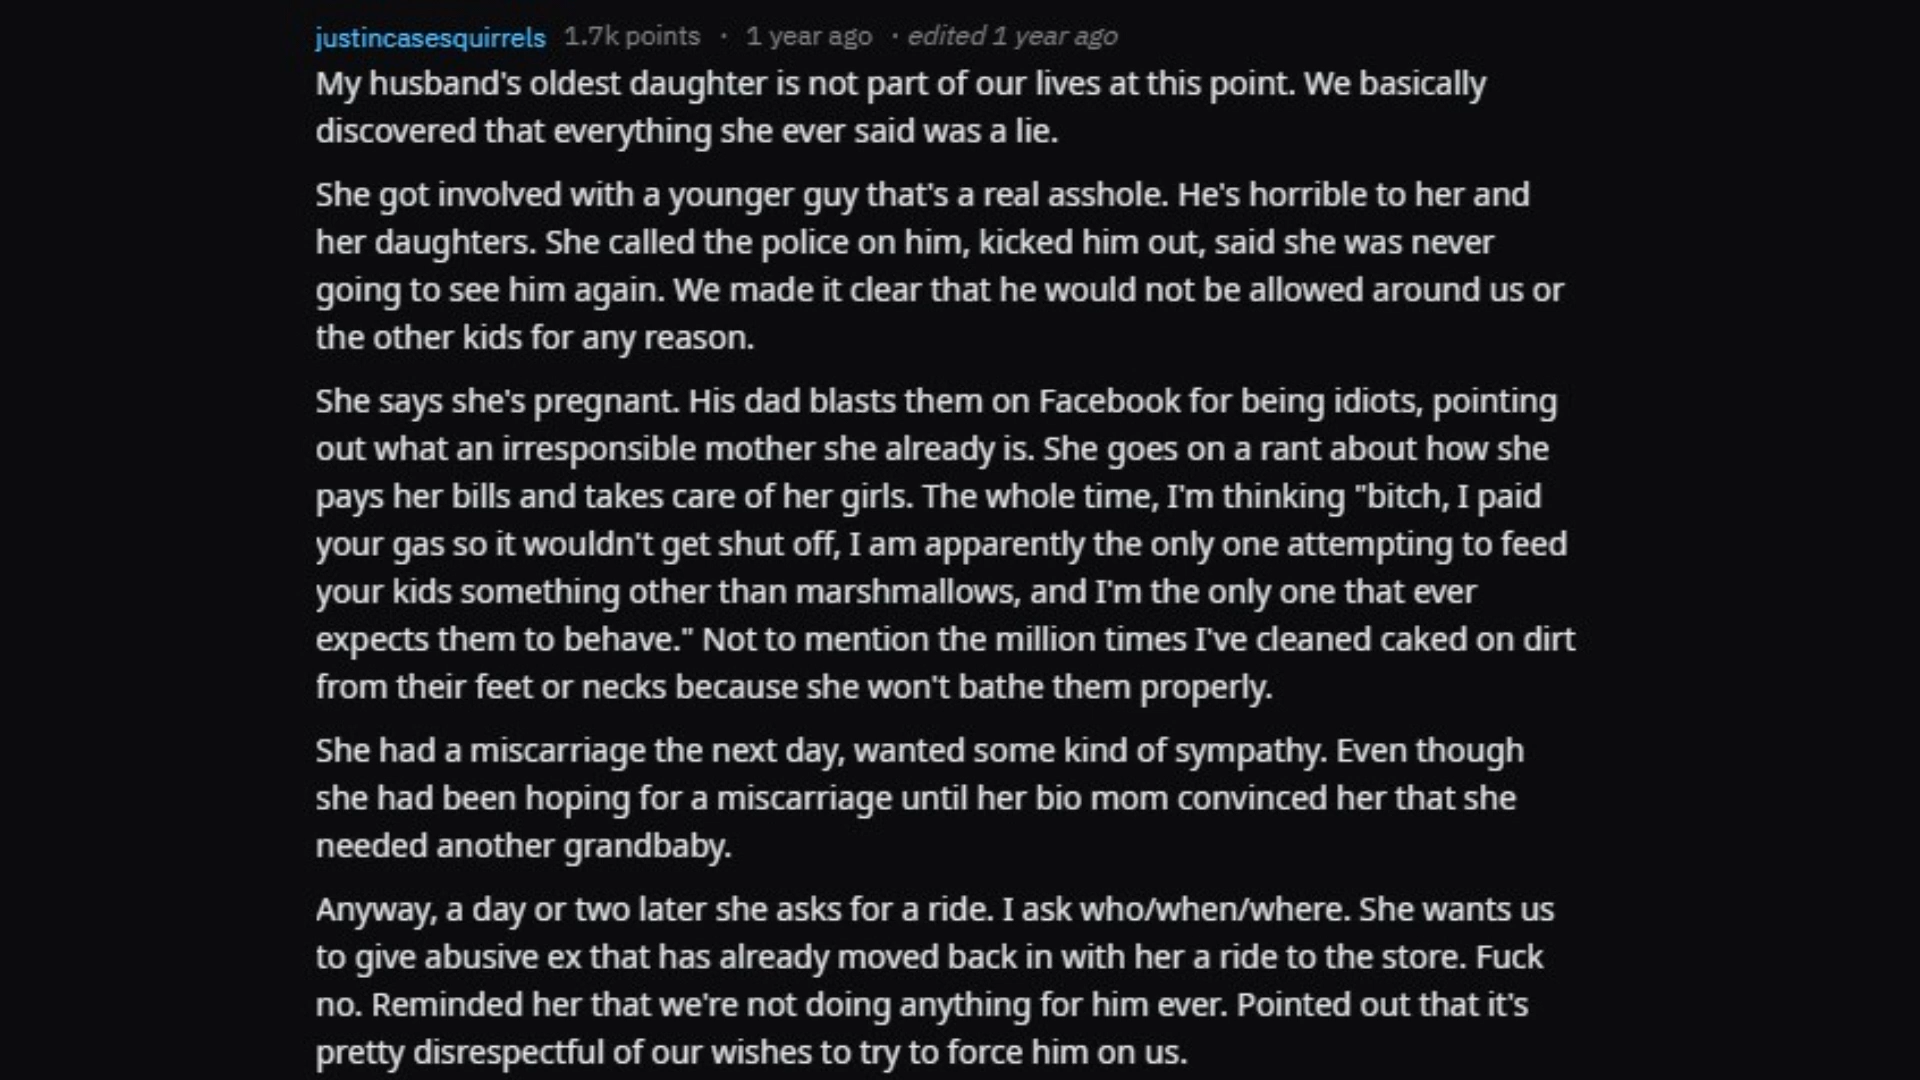 justincasesquirrels 1.7k points · 1 year ago · edited 1 year ago
My husband's oldest daughter is not part of our lives at this point. We basically
discovered that everything she ever said was a lie.
She got involved with a younger guy that's a real asshole. He's horrible to her and
her daughters. She called the police on him, kicked him out, said she was never
going to see him again. We made it clear that he would not be allowed around us or
the other kids for any reason.
She says she's pregnant. His dad blasts them on Facebook for being idiots, pointing
out what an irresponsible mother she already is. She goes on a rant about how she
pays her bills and takes care of her girls. The whole time, I'm thinking "bitch, I paid
your gas so it wouldn't get shut off, I am apparently the only one attempting to feed
your kids something other than marshmallows, and I'm the only one that ever
expects them to behave." Not to mention the million times I've cleaned caked on dirt
from their feet or necks because she won't bathe them properly.
She had a miscarriage the next day, wanted some kind of sympathy. Even though
she had been hoping for a miscarriage until her bio mom convinced her that she
needed another grandbaby.
Anyway, a day or two later she asks for a ride. I ask who/when/where. She wants us
to give abusive ex that has already moved back in with her a ride to the store. Fuck
no. Reminded her that we're not doing anything for him ever. Pointed out that it's
pretty disrespectful of our wishes to try to force him on us.